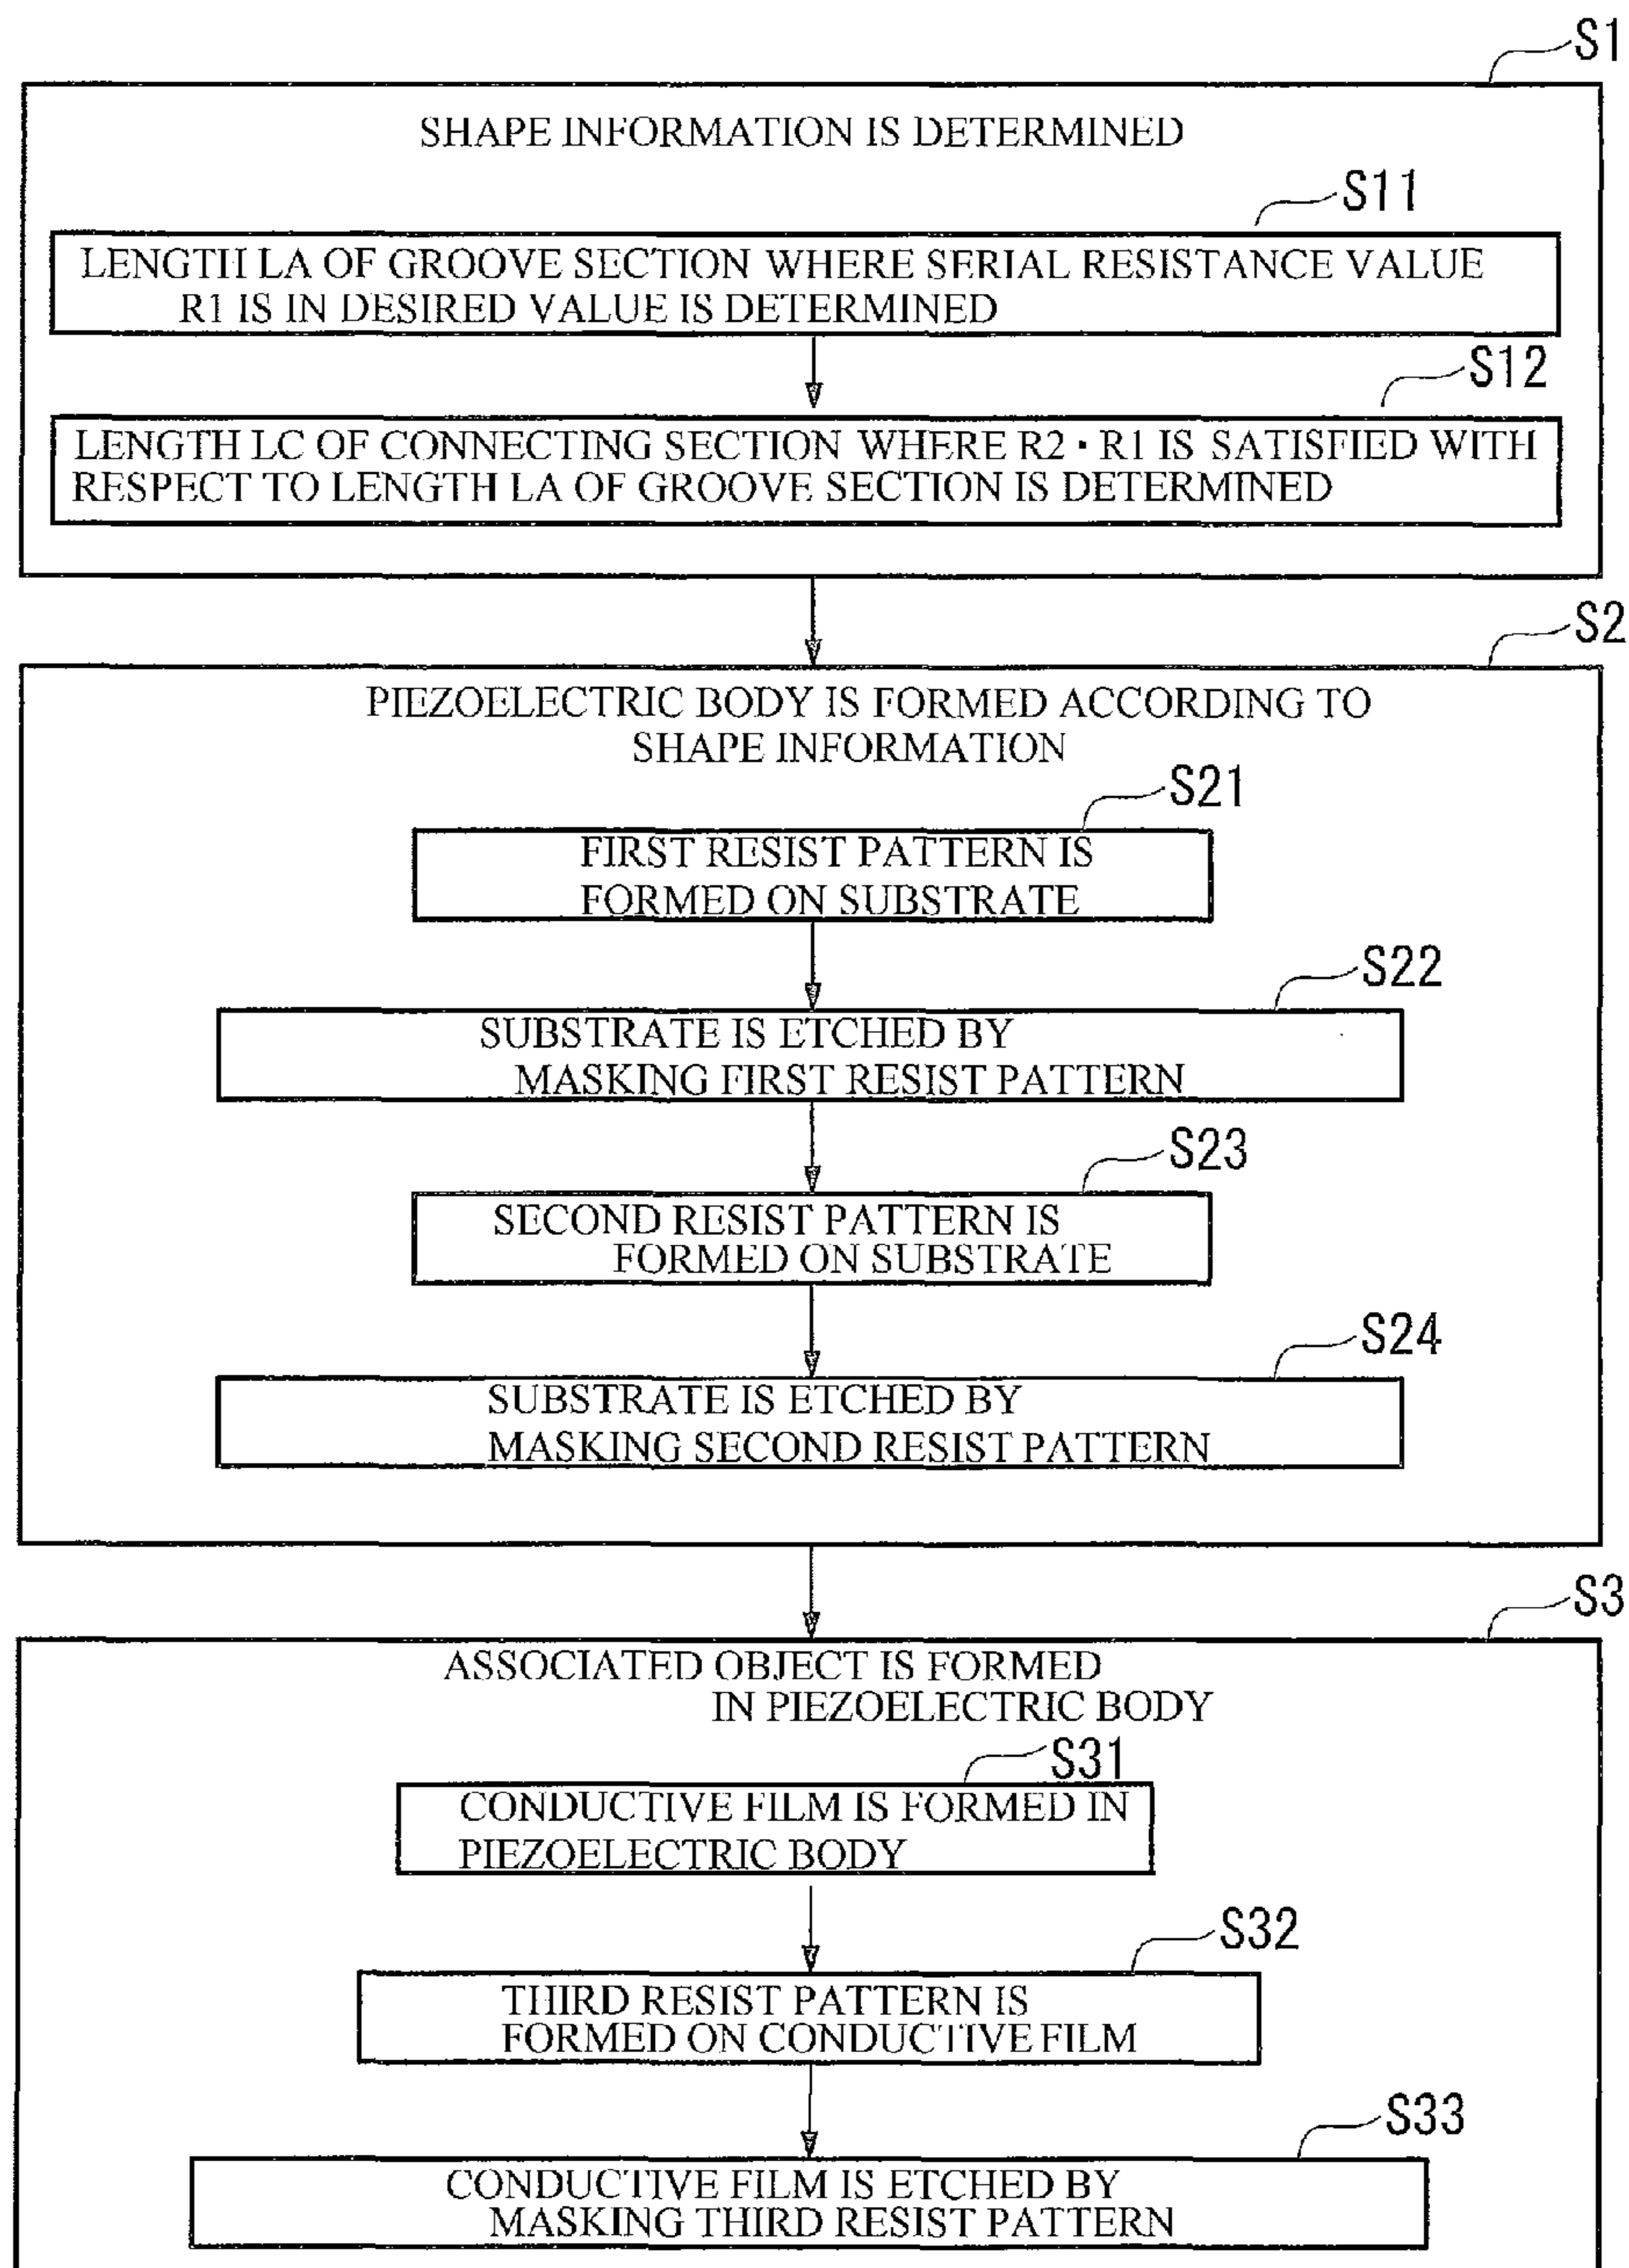 S1
SHAPE INFORMATION IS DETERMINED
S11
LENGTH LA OF GROOVE SECTION WHERE SERIAL RESISTANCE VALUE
R1 IS IN DESIRED VALUE IS DETERMINED
S12
LENGTH LC OF CONNECTING SECTION WHERE R2・R1 IS SATISFIED WITH
RESPECT TO LENGTH LA OF GROOVE SECTION IS DETERMINED
S2
PIEZOELECTRIC BODY IS FORMED ACCORDING TO
SHAPE INFORMATION
S21
FIRST RESIST PATTERN IS
FORMED ON SUBSTRATE
S22
SUBSTRATE IS ETCHED BY
MASKING FIRST RESIST PATTERN
S23
SECOND RESIST PATTERN IS
FORMED ON SUBSTRATE
S24
SUBSTRATE IS ETCHED BY
MASKING SECOND RESIST PATTERN
S3
ASSOCIATED OBJECT IS FORMED
IN PIEZOELECTRIC BODY
S31
CONDUCTIVE FILM IS FORMED IN
PIEZOELECTRIC BODY
S32
THIRD RESIST PATTERN IS
FORMED ON CONDUCTIVE FILM
S33
CONDUCTIVE FILM IS ETCHED BY
MASKING THIRD RESIST PATTERN